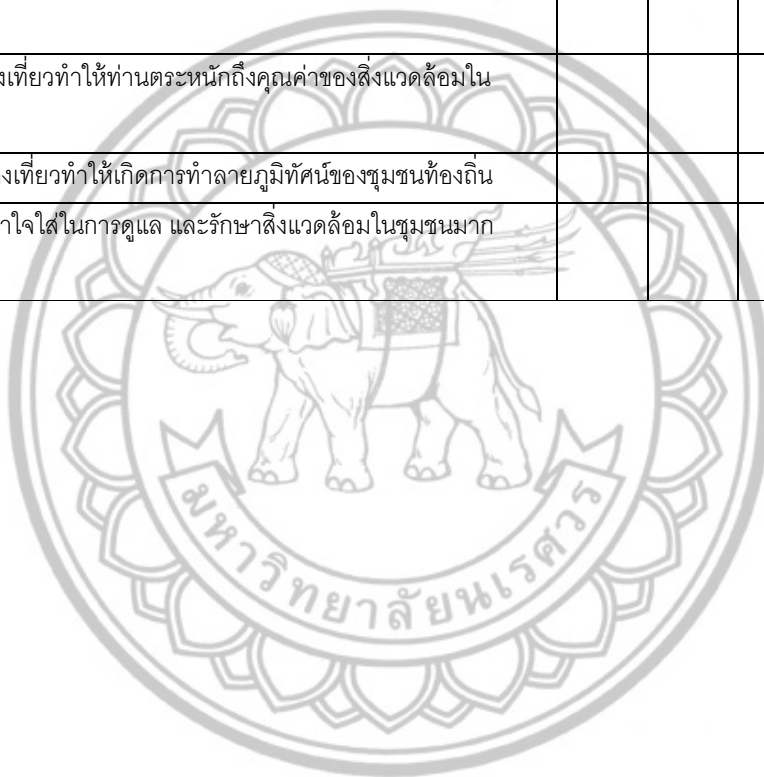 งเที่ยวทำให้ท่านตระหนักถึงคุณค่าของสิ่งแวดล้อมใน
งเที่ยวทำให้เกิดการทำลายภูมิทัศน์ของชุมชนท้องถิ่น
าใจใส่ในการดูแล และรักษาสิ่งแวดล้อมในชุมชนมาก
มหาวิทยาลัยนเรศวร